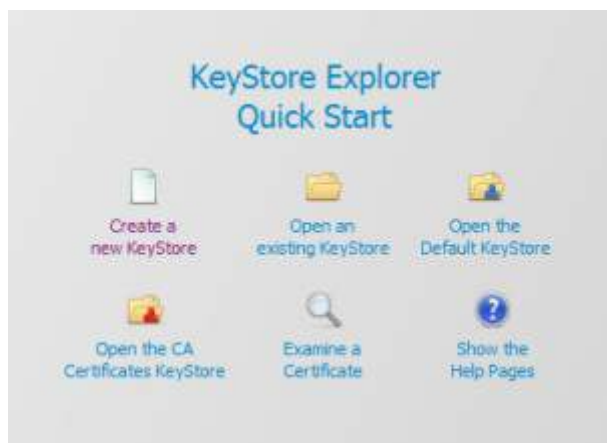 KeyStore Explorer
Quick Start
Create a
new KeyStore
Open an
existing KeyStore
Open the
Default KeyStore
Open the CA
Certificates KeyStore
Examine a
Certificate
Show the
Help Pages